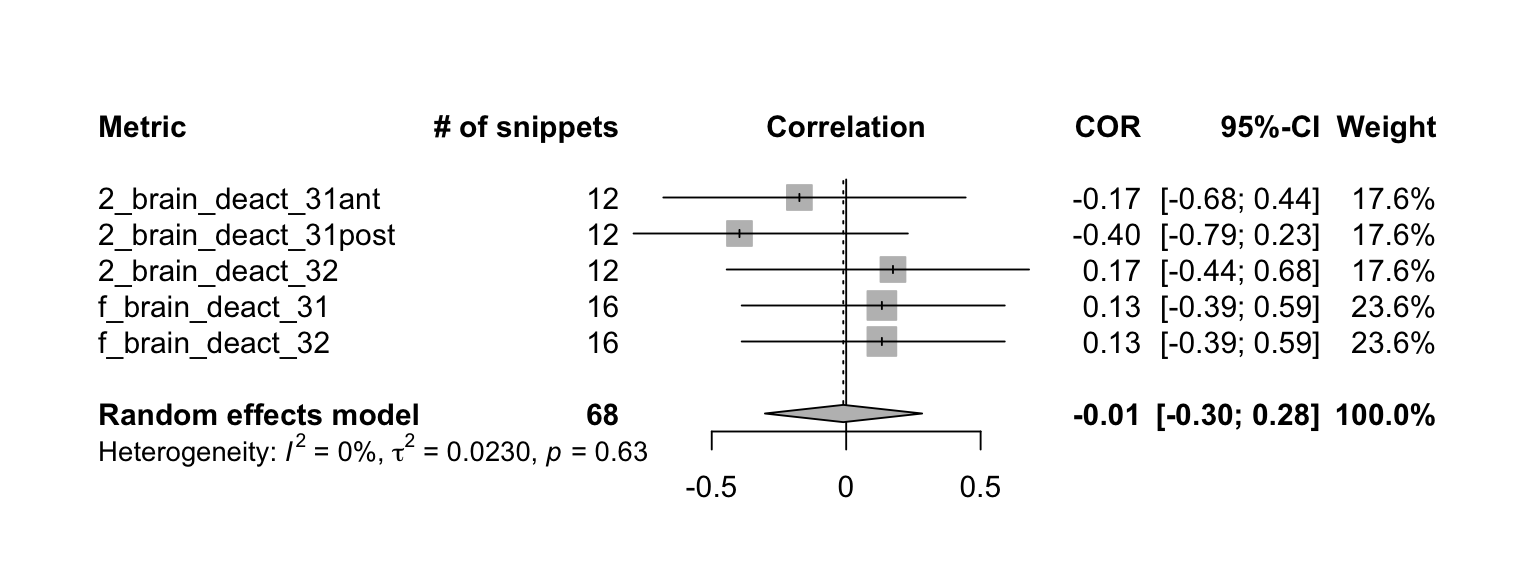 Metric # of snippets Correlation COR 95%-CI Weight
2_brain_deact_31ant 12 -0.17 [-0.68; 0.44] 17.6%
2_brain_deact_31post 12 -0.40 [-0.79; 0.23] 17.6%
2_brain_deact_32 12 0.17 [-0.44; 0.68] 17.6%
f_brain_deact_31 16 0.13 [-0.39; 0.59] 23.6%
f_brain_deact_32 16 0.13 [-0.39; 0.59] 23.6%
Random effects model 68 -0.01 [-0.30; 0.28] 100.0%
Heterogeneity: I² = 0%, τ² = 0.0230, p = 0.63
-0.5 0 0.5